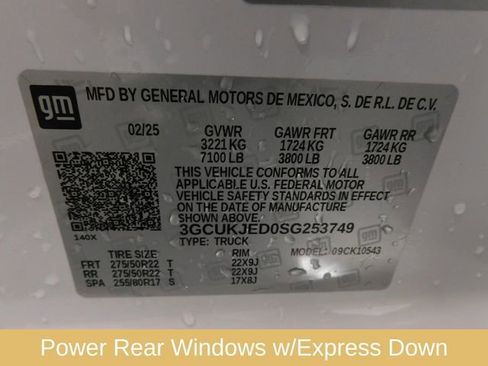 gm
MFD BY GENERAL MOTORS DE MEXICO, S. DE R.L. DE C.V.
02/25 GVWR GAWR FRT GAWR RR
3221 KG 1724 KG 1724 KG
7100 LB 3800 LB 3800 LB
THIS VEHICLE CONFORMS TO ALL
APPLICABLE U.S. FEDERAL MOTOR
VEHICLE SAFETY STANDARDS IN EFFECT
ON THE DATE OF MANUFACTURE
SHOWN ABOVE.
3GCUKJED0SG253749
140X TYPE: TRUCK MODEL: 09CK10543
TIRE SIZE RIM
FRT 275/50R22 T 22X9J
RR 275/50R22 T 22X9J
SPA 255/80R17 S 17X8J
Power Rear Windows w/Express Down